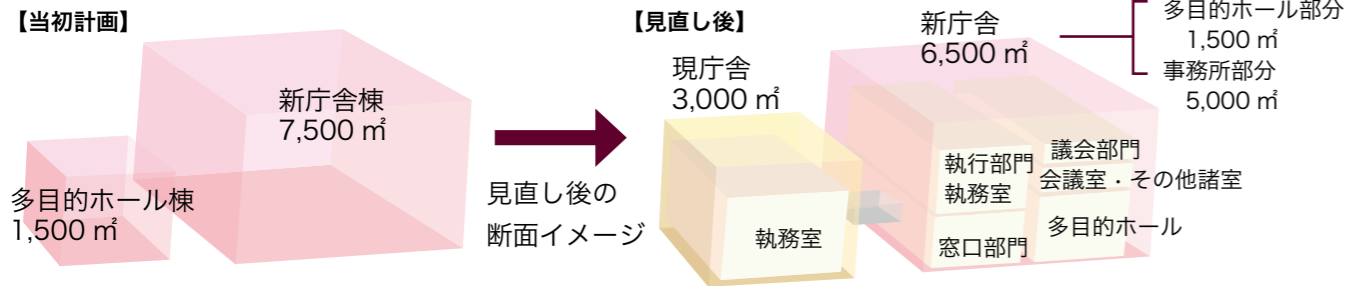 【当初計画】
新庁舎棟
7,500 ㎡
多目的ホール棟
1,500 ㎡
見直し後の
断面イメージ
【見直し後】
現庁舎
3,000 ㎡
執務室
新庁舎
6,500 ㎡
多目的ホール部分
1,500 ㎡
事務所部分
5,000 ㎡
執行部門
執務室
窓口部門
議会部門
会議室・その他諸室
多目的ホール